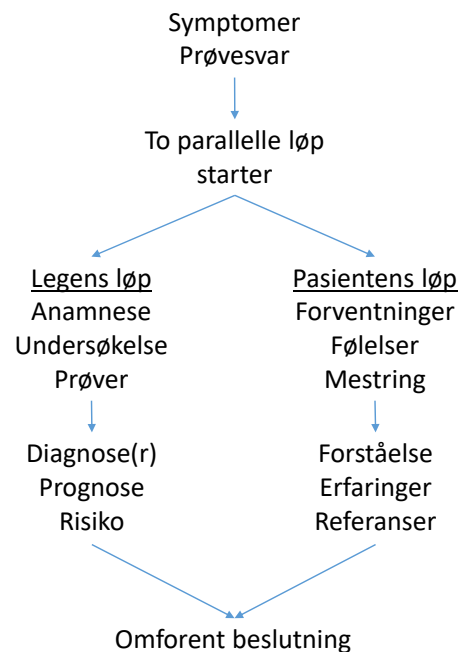 Symptomer
Prøvesvar
To parallelle løp
starter
Legens løp
Anamnese
Undersøkelse
Prøver
Diagnose(r)
Prognose
Risiko
Pasientens løp
Forventninger
Følelser
Mestring
Forståelse
Erfaringer
Referanser
Omforent beslutning